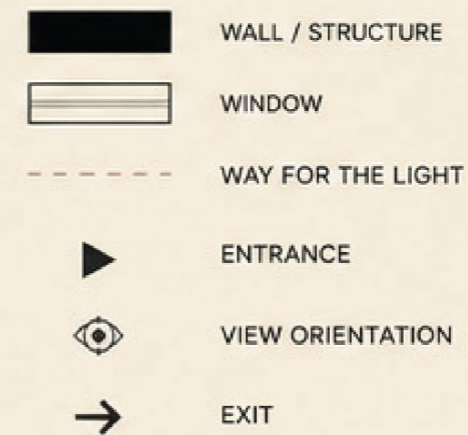 WALL / STRUCTURE
WINDOW
WAY FOR THE LIGHT
ENTRANCE
VIEW ORIENTATION
EXIT